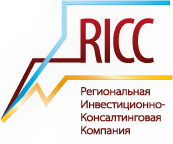 RICC
Региональная
Инвестиционно-
Консалтинговая
Компания